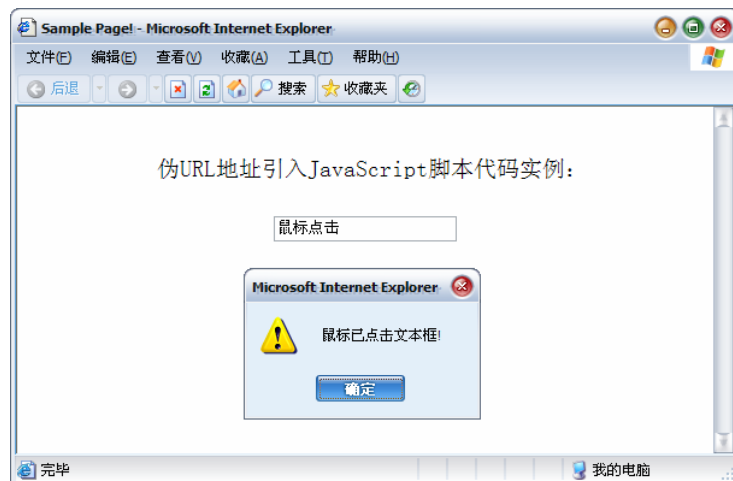 Sample Page! - Microsoft Internet Explorer
文件(F) 编辑(E) 查看(V) 收藏(A) 工具(T) 帮助(H)
后退 搜索 收藏夹
伪URL地址引入JavaScript脚本代码实例：
鼠标点击
Microsoft Internet Explorer
鼠标已点击文本框!
确定
完毕 我的电脑